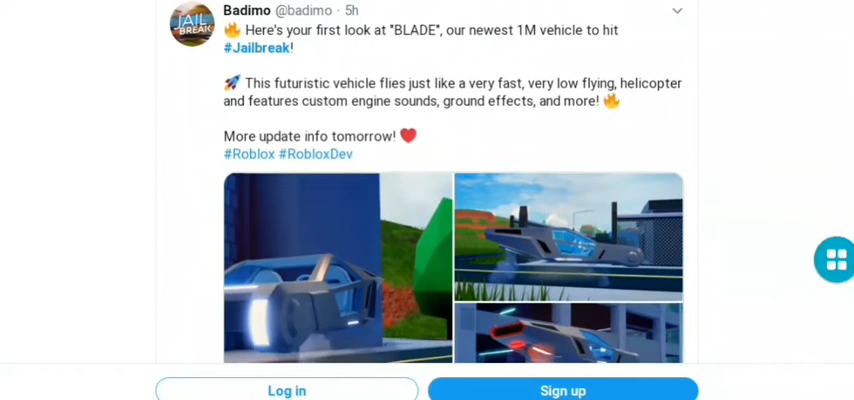 JAIL
BREAK
Badimo @badimo · 5h
🔥 Here's your first look at "BLADE", our newest 1M vehicle to hit
#Jailbreak!
🚀 This futuristic vehicle flies just like a very fast, very low flying, helicopter
and features custom engine sounds, ground effects, and more! 🔥
More update info tomorrow! ❤️
#Roblox #RobloxDev
Log in
Sign up